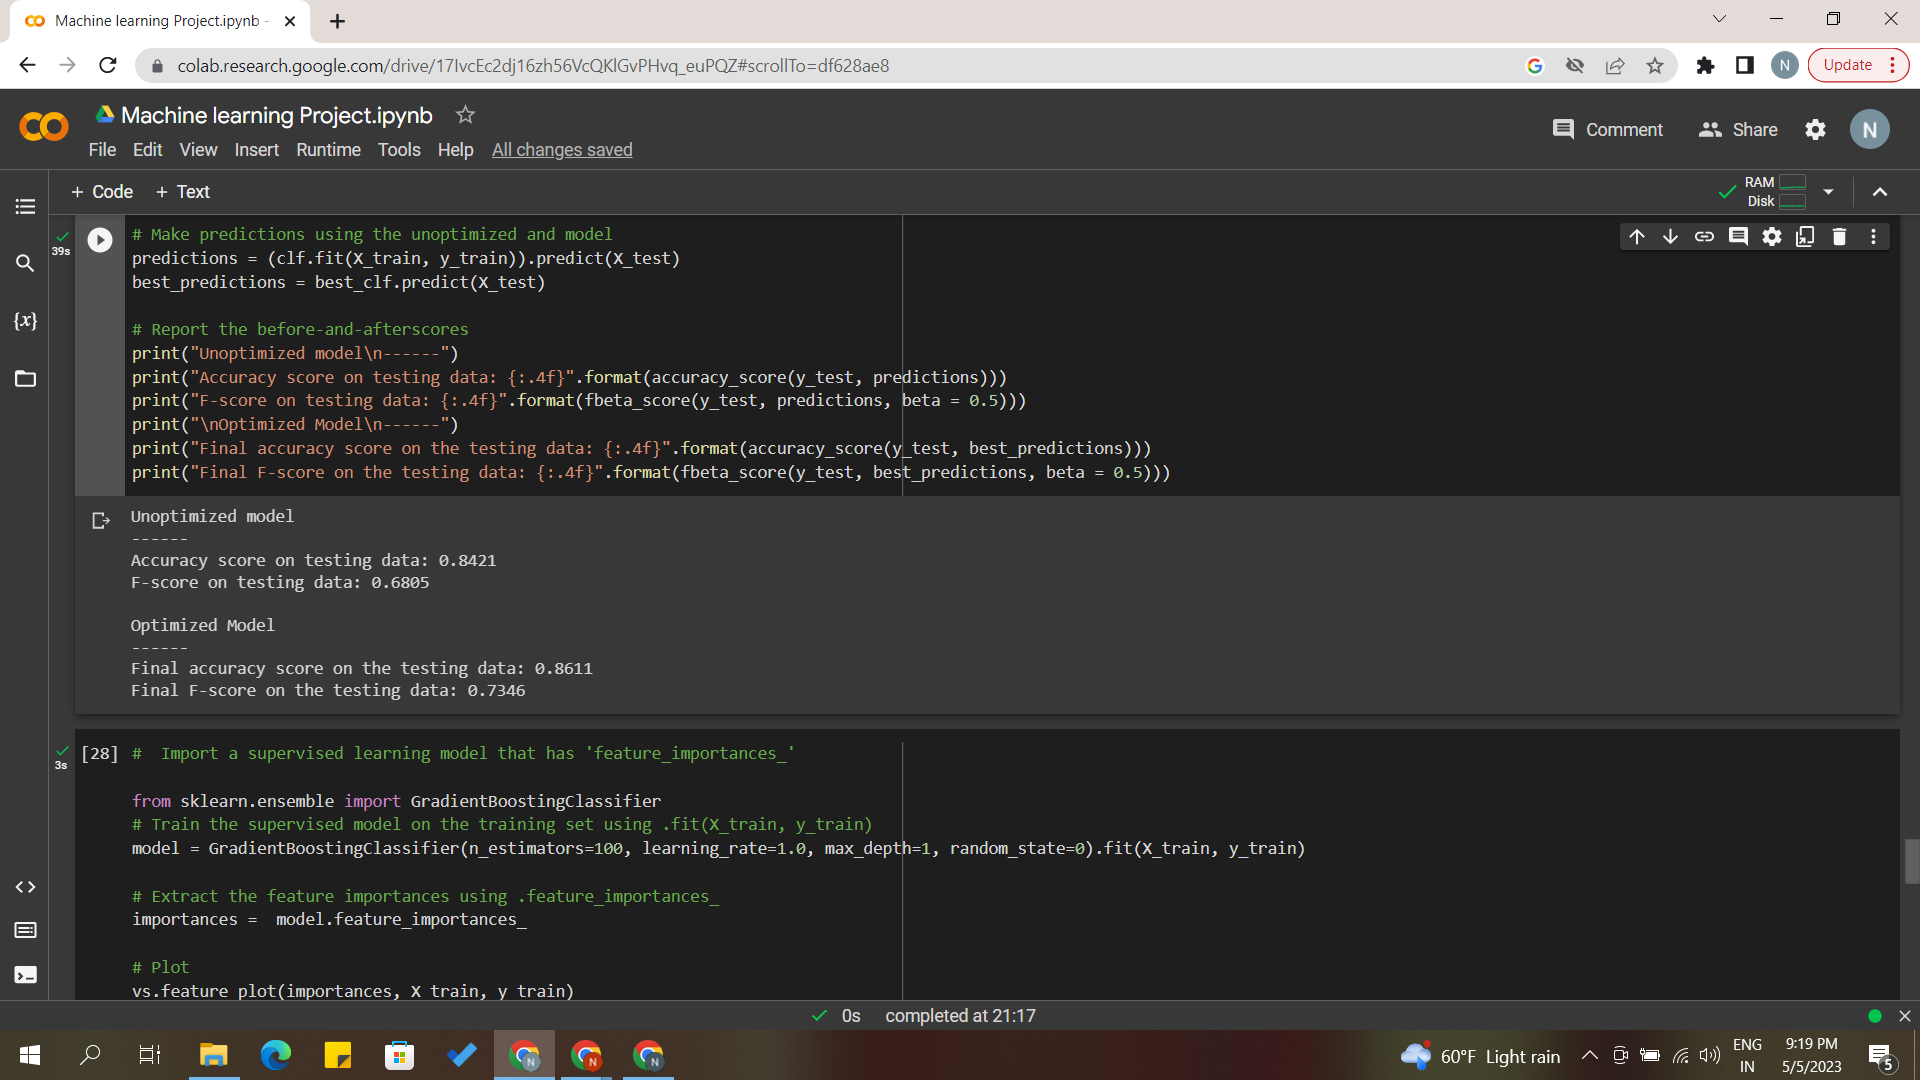 Machine learning Project.ipynb -
colab.research.google.com/drive/17IvcEc2dj16zh56VcQKlGvPHvq_euPQZ#scrollTo=df628ae8
N
Update
Machine learning Project.ipynb
Comment
Share
N
File Edit View Insert Runtime Tools Help All changes saved
+ Code + Text
RAM
Disk
39s
# Make predictions using the unoptimized and model
predictions = (clf.fit(X_train, y_train)).predict(X_test)
best_predictions = best_clf.predict(X_test)
{x}
# Report the before-and-afterscores
print("Unoptimized model\n------")
print("Accuracy score on testing data: {:.4f}".format(accuracy_score(y_test, predictions)))
print("F-score on testing data: {:.4f}".format(fbeta_score(y_test, predictions, beta = 0.5)))
print("\nOptimized Model\n------")
print("Final accuracy score on the testing data: {:.4f}".format(accuracy_score(y_test, best_predictions)))
print("Final F-score on the testing data: {:.4f}".format(fbeta_score(y_test, best_predictions, beta = 0.5)))
Unoptimized model
------
Accuracy score on testing data: 0.8421
F-score on testing data: 0.6805
Optimized Model
------
Final accuracy score on the testing data: 0.8611
Final F-score on the testing data: 0.7346
3s
[28] #  Import a supervised learning model that has 'feature_importances_'
from sklearn.ensemble import GradientBoostingClassifier
# Train the supervised model on the training set using .fit(X_train, y_train)
model = GradientBoostingClassifier(n_estimators=100, learning_rate=1.0, max_depth=1, random_state=0).fit(X_train, y_train)
# Extract the feature importances using .feature_importances_
importances =  model.feature_importances_
# Plot
vs.feature_plot(importances, X_train, y_train)
0s completed at 21:17
N
N
N
60°F Light rain
ENG
IN
9:19 PM
5/5/2023
5